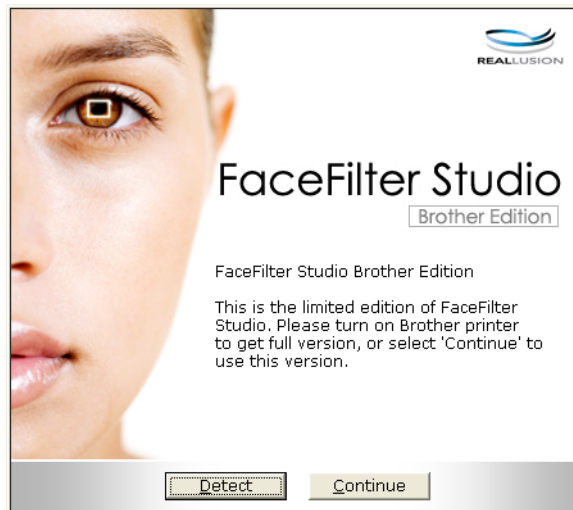 REALLUSION
FaceFilter Studio
Brother Edition
FaceFilter Studio Brother Edition
This is the limited edition of FaceFilter
Studio. Please turn on Brother printer
to get full version, or select 'Continue' to
use this version.
Detect
Continue